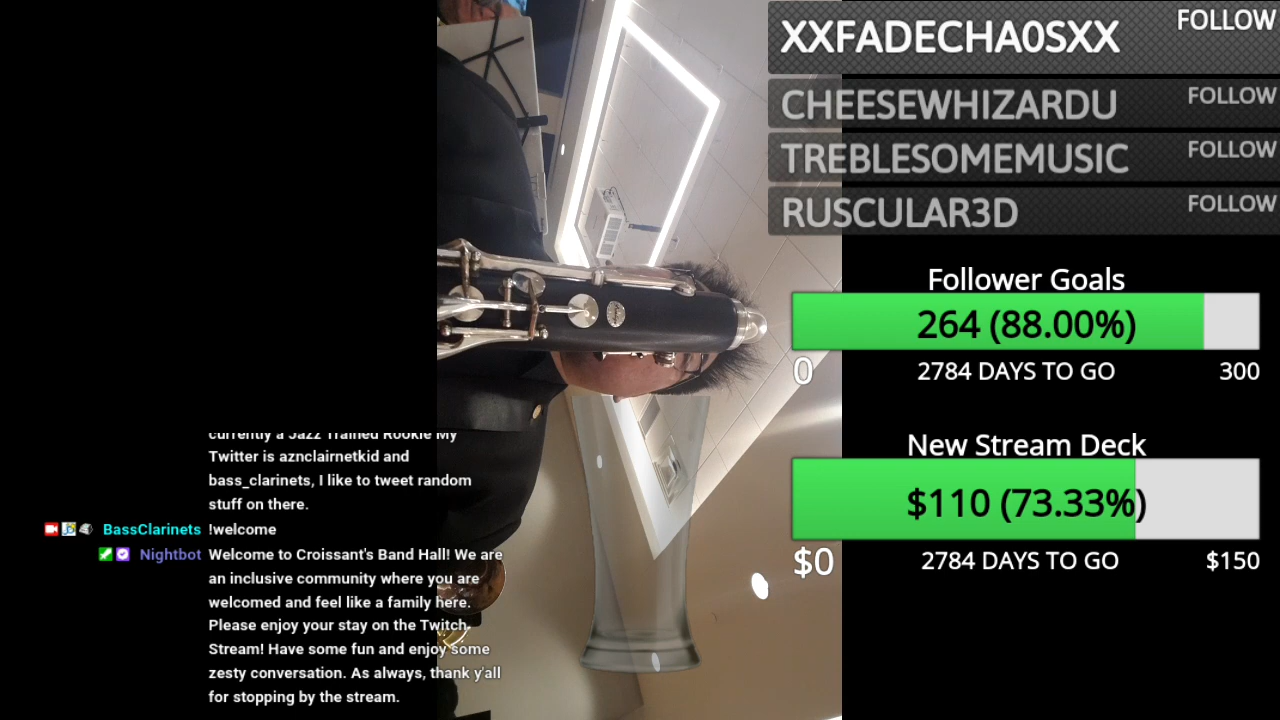 XXFADECHA0SXX FOLLOW
CHEESEWHIZARDU FOLLOW
TREBLESOMEMUSIC FOLLOW
RUSCULAR3D FOLLOW
Follower Goals
264 (88.00%)
0 2784 DAYS TO GO 300
New Stream Deck
$110 (73.33%)
$0 2784 DAYS TO GO $150
currently a Jazz Trained Rookie My
Twitter is aznclairnetkid and
bass_clarinets, I like to tweet random
stuff on there.
BassClarinets !welcome
Nightbot Welcome to Croissant's Band Hall! We are
an inclusive community where you are
welcomed and feel like a family here.
Please enjoy your stay on the Twitch
Stream! Have some fun and enjoy some
zesty conversation. As always, thank y'all
for stopping by the stream.